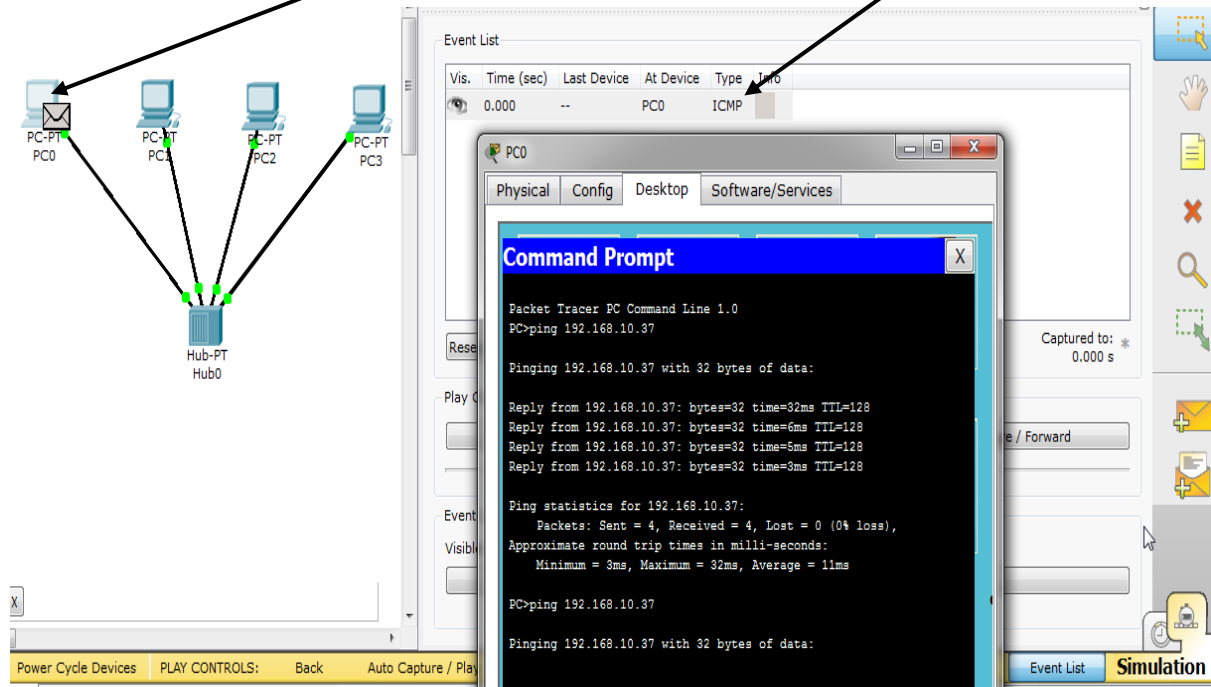 Event List
Vis. Time (sec) Last Device At Device Type Info
0.000 -- PC0 ICMP
PC-PT
PC0
PC-PT
PC1
PC-PT
PC2
PC-PT
PC3
Hub-PT
Hub0
PC0
X
Physical Config Desktop Software/Services
Command Prompt X
Packet Tracer PC Command Line 1.0
PC>ping 192.168.10.37
Pinging 192.168.10.37 with 32 bytes of data:
Reply from 192.168.10.37: bytes=32 time=32ms TTL=128
Reply from 192.168.10.37: bytes=32 time=6ms TTL=128
Reply from 192.168.10.37: bytes=32 time=5ms TTL=128
Reply from 192.168.10.37: bytes=32 time=3ms TTL=128
Ping statistics for 192.168.10.37:
Packets: Sent = 4, Received = 4, Lost = 0 (0% loss),
Approximate round trip times in milli-seconds:
Minimum = 3ms, Maximum = 32ms, Average = 11ms
PC>ping 192.168.10.37
Pinging 192.168.10.37 with 32 bytes of data:
Rese
Captured to: *
0.000 s
Play C
e / Forward
Event
Visibl
X
Power Cycle Devices PLAY CONTROLS: Back Auto Capture / Play
Event List Simulation